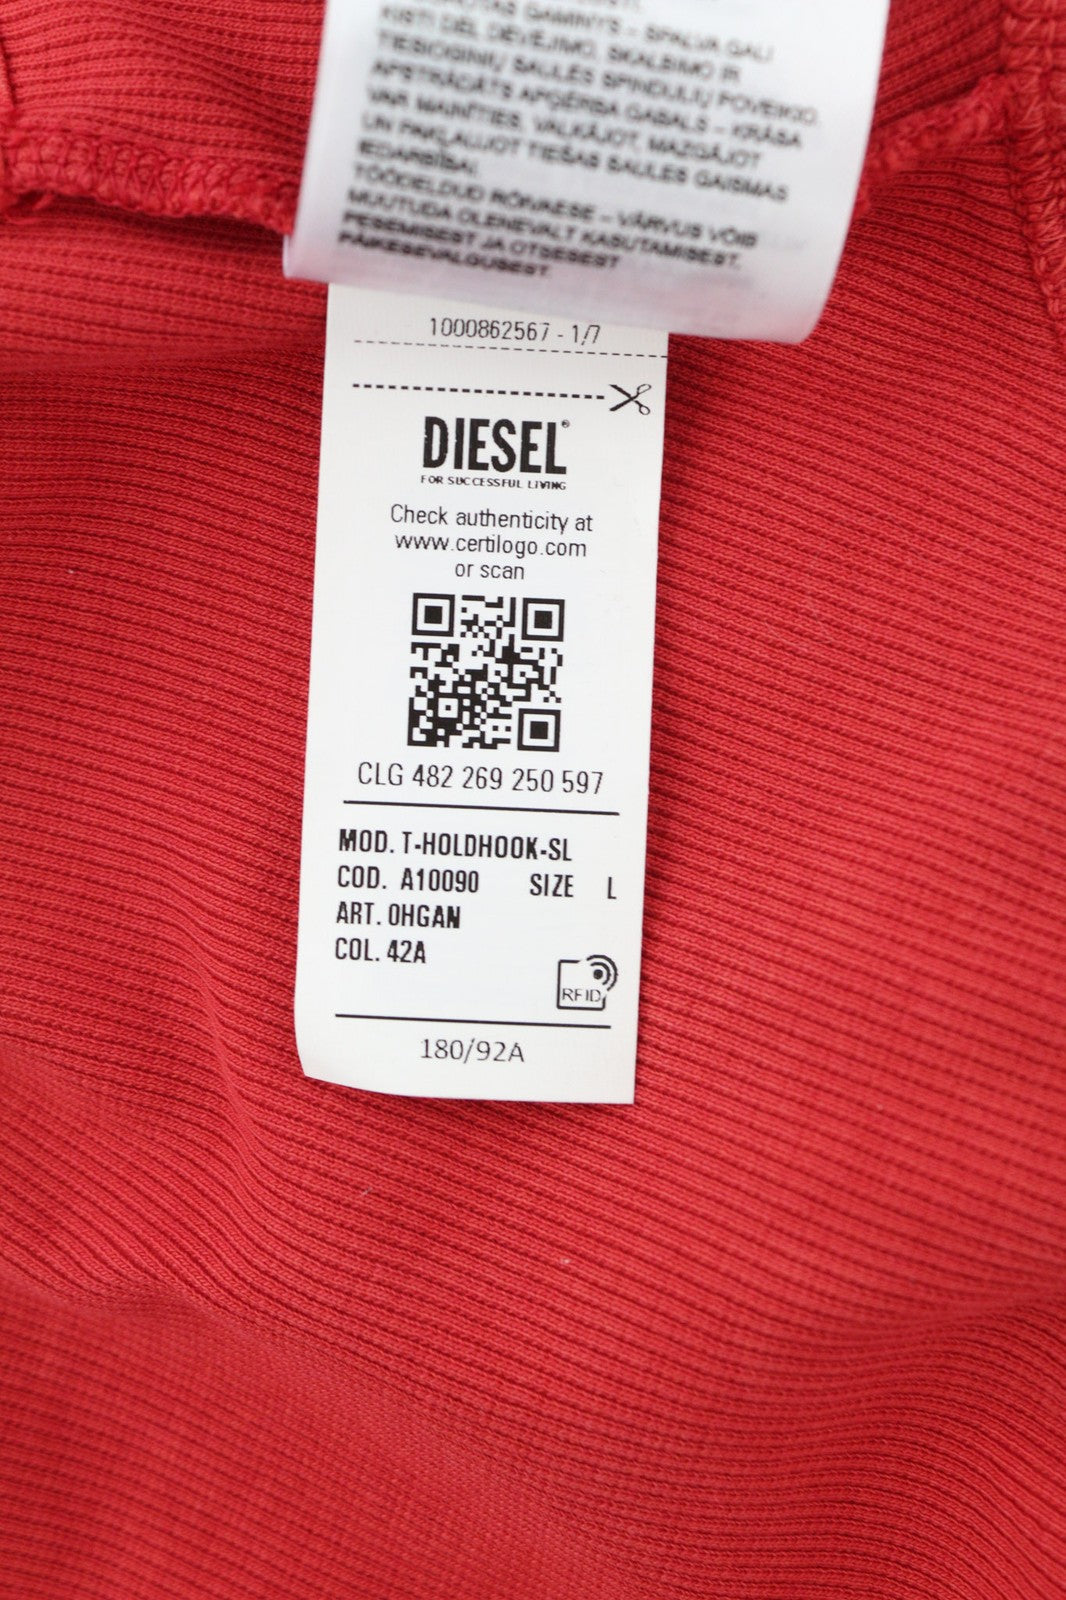 KISTI DĖL DĖVĖJIMO, SKALBIMO IR
TIESIOGINIŲ SAULĖS SPINDULIŲ POVEIKIO.
APSTRĀDĀTS APĢĒRBA GABALS – KRĀSA
VAR MAINĪTIES, VALKĀJOT, MAZGĀJOT
UN PAKĻAUJOT TIEŠAS SAULES GAISMAS
IEDARBĪBAI.
TÖÖDELDUD RÕIVAESE – VÄRVUS VÕIB
MUUTUDA OLENEVALT KASUTAMISEST,
PESEMISEST JA OTSESEST
PÄIKESEVALGUSEST.
1000862567 - 1/7
DIESEL®
FOR SUCCESSFUL LIVING
Check authenticity at
www.certilogo.com
or scan
CLG 482 269 250 597
MOD. T-HOLDHOOK-SL
COD. A10090 SIZE L
ART. 0HGAN
COL. 42A
RFID
180/92A